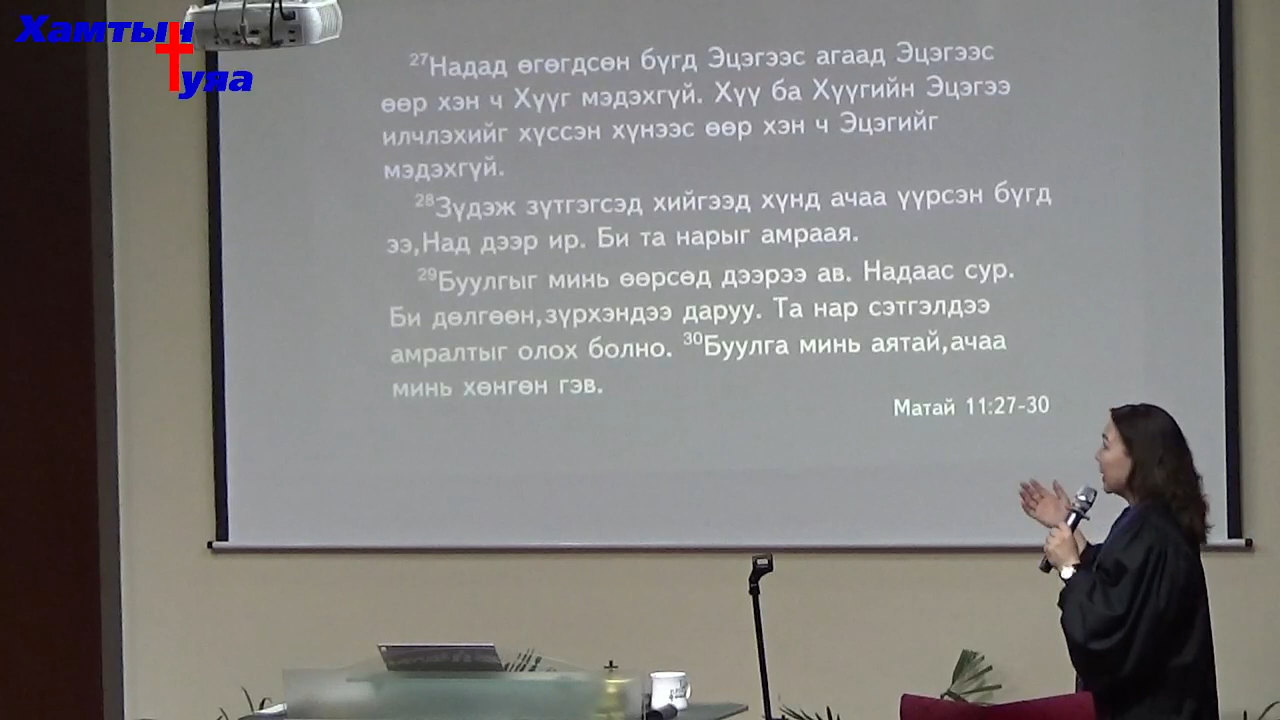 Хамтын
Туяа
27Надад өгөгдсөн бүгд Эцэгээс агаад Эцэгээс
өөр хэн ч Хүүг мэдэхгүй. Хүү ба Хүүгийн Эцэгээ
илчлэхийг хүссэн хүнээс өөр хэн ч Эцэгийг
мэдэхгүй.
28Зүдэж зүтгэгсэд хийгээд хүнд ачаа үүрсэн бүгд
ээ,Над дээр ир. Би та нарыг амраая.
29Буулгыг минь өөрсөд дээрээ ав. Надаас сур.
Би дөлгөөн,зүрхэндээ даруу. Та нар сэтгэлдээ
амралтыг олох болно. 30Буулга минь аятай,ачаа
минь хөнгөн гэв.
Матай 11:27-30